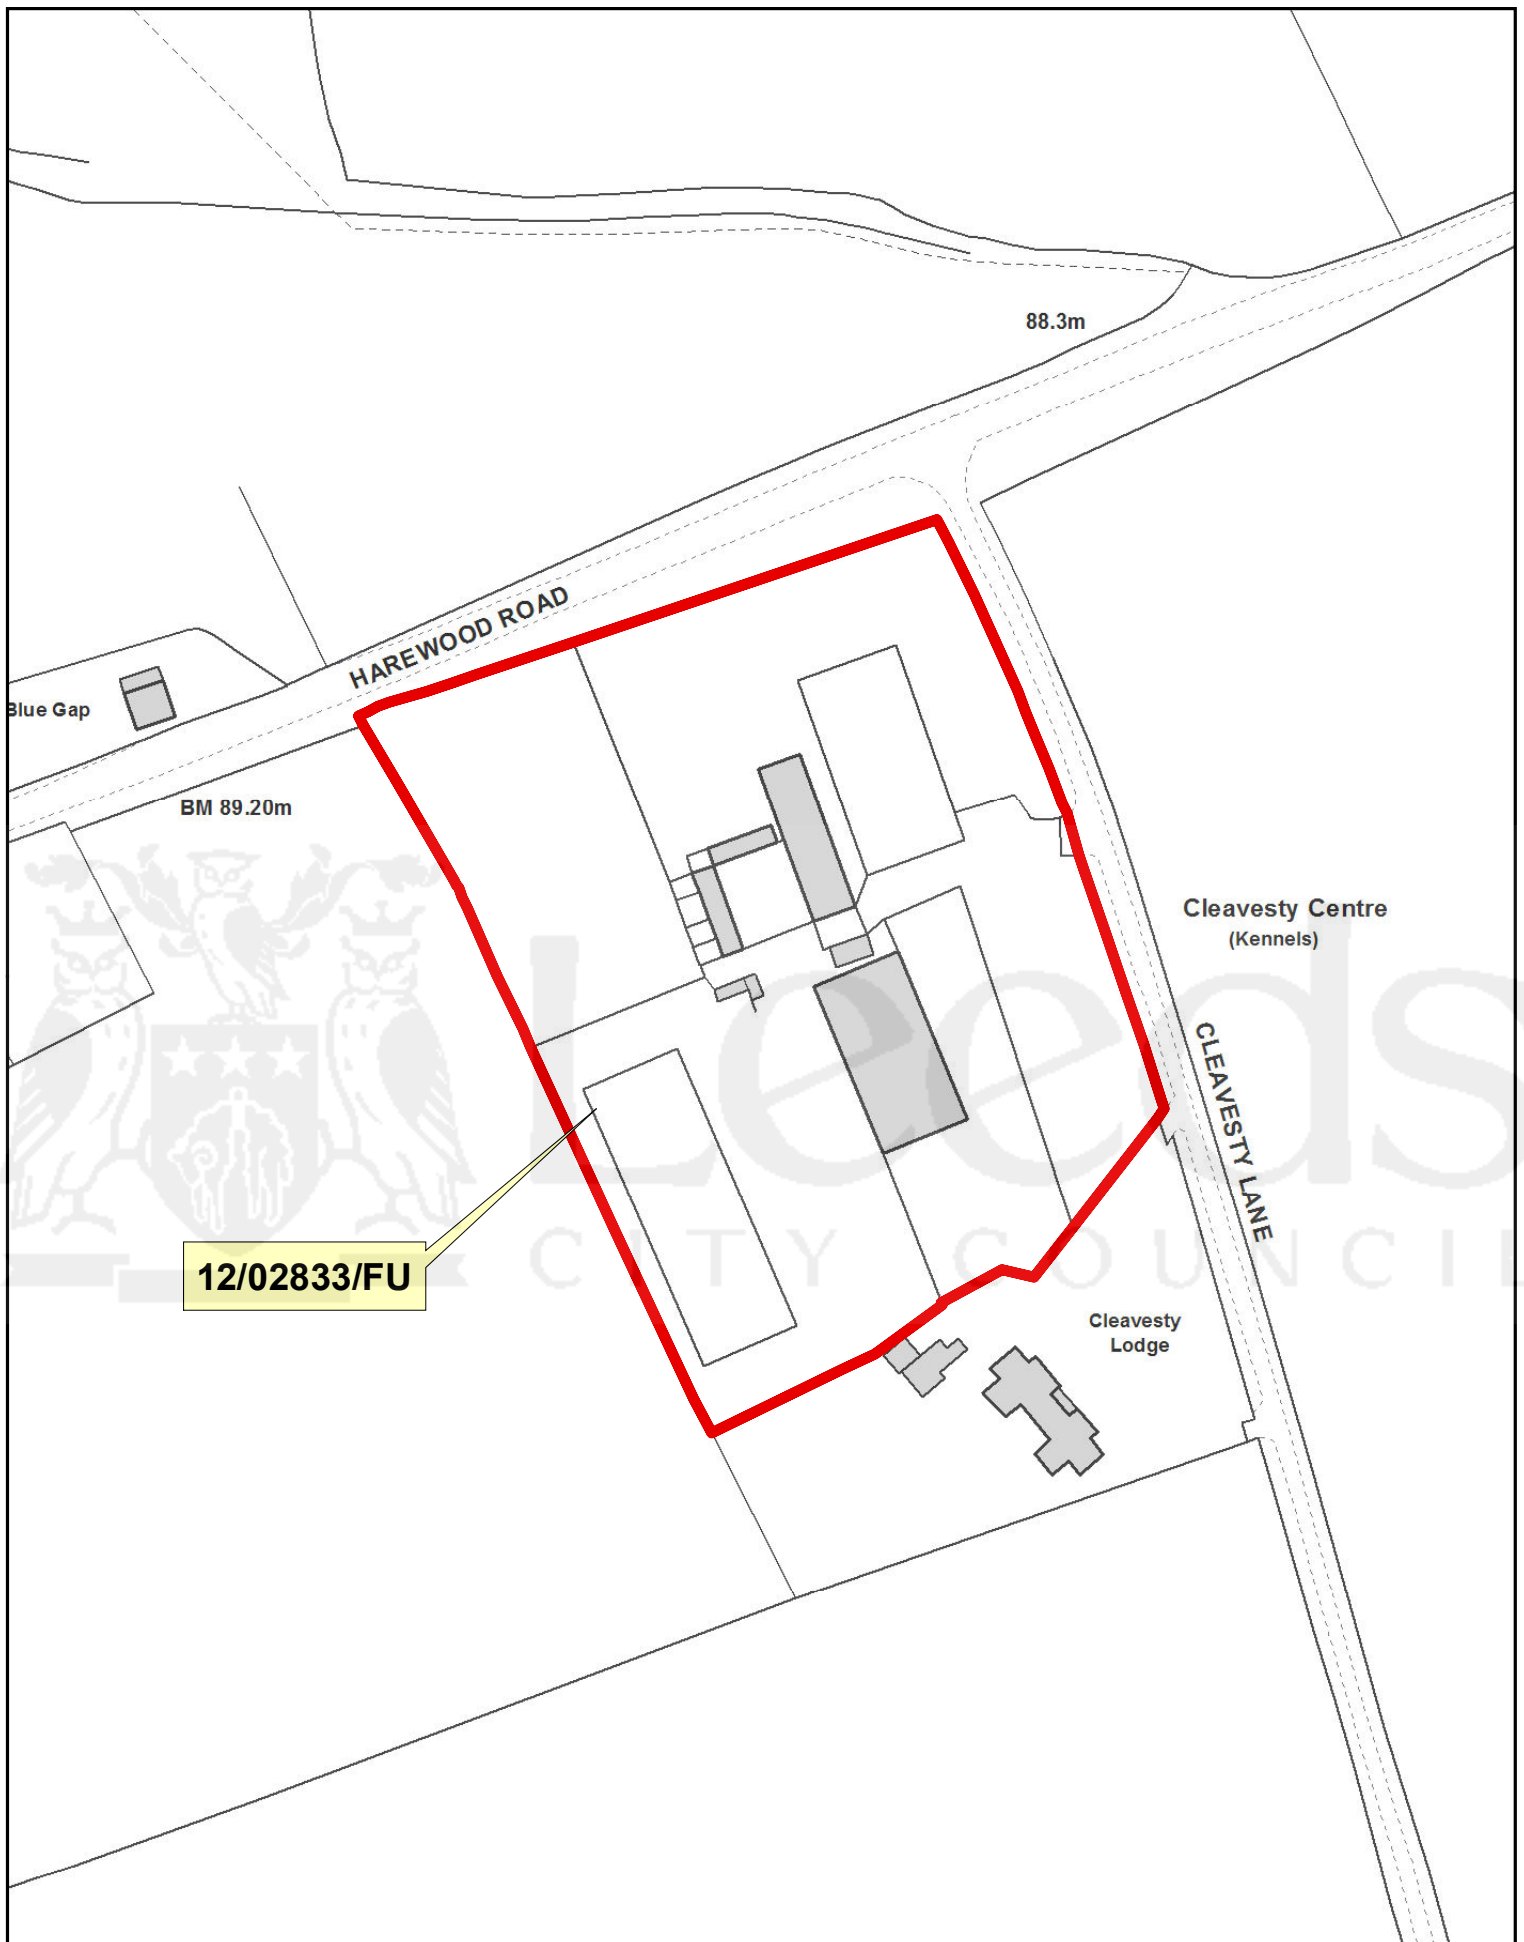 88.3m
HAREWOOD ROAD
Blue Gap
BM 89.20m
Cleavesty Centre
(Kennels)
CLEAVESTY LANE
Leeds
CITY COUNCIL
12/02833/FU
Cleavesty
Lodge